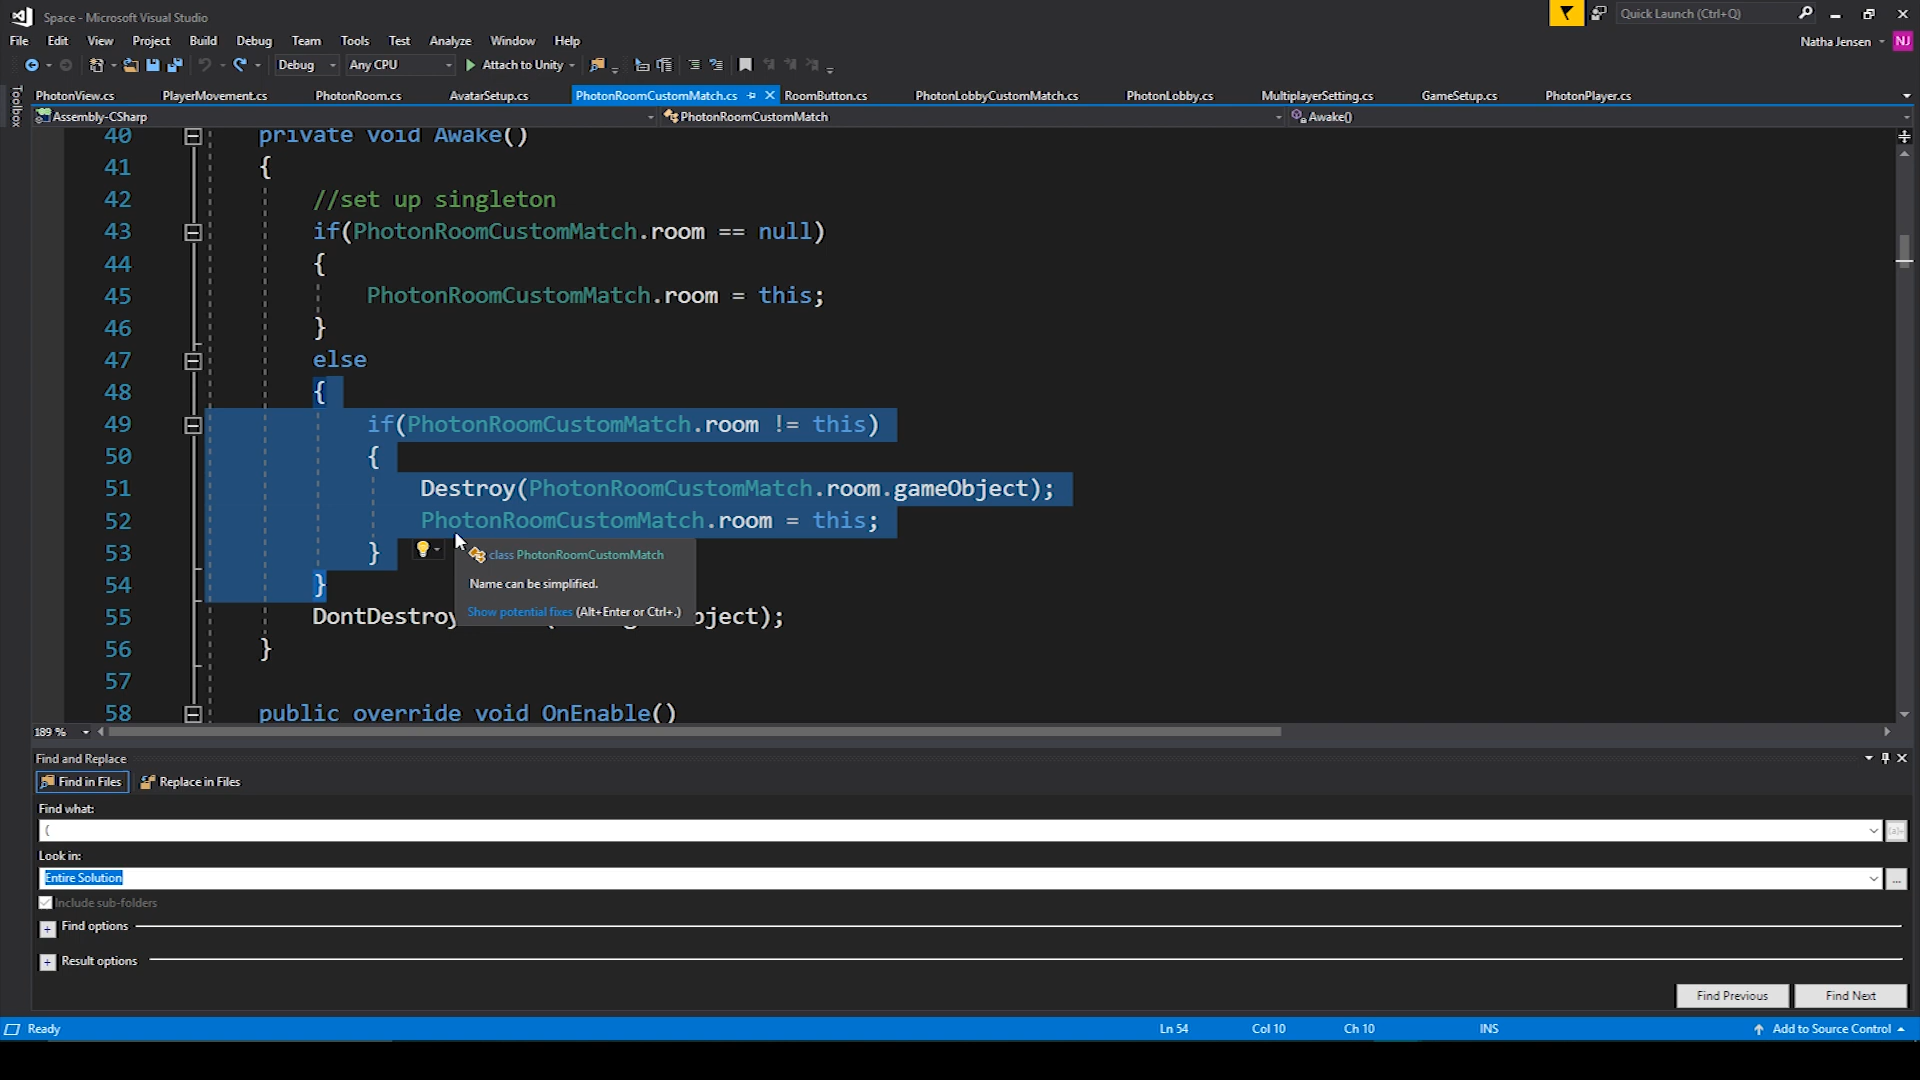 Space - Microsoft Visual Studio
Quick Launch (Ctrl+Q)
File Edit View Project Build Debug Team Tools Test Analyze Window Help
Natha Jensen NJ
Debug Any CPU Attach to Unity
Toolbox
PhotonView.cs PlayerMovement.cs PhotonRoom.cs AvatarSetup.cs PhotonRoomCustomMatch.cs RoomButton.cs PhotonLobbyCustomMatch.cs PhotonLobby.cs MultiplayerSetting.cs GameSetup.cs PhotonPlayer.cs
Assembly-CSharp PhotonRoomCustomMatch Awake()
40 private void Awake()
41 {
42 //set up singleton
43 if(PhotonRoomCustomMatch.room == null)
44 {
45 PhotonRoomCustomMatch.room = this;
46 }
47 else
48 {
49 if(PhotonRoomCustomMatch.room != this)
50 {
51 Destroy(PhotonRoomCustomMatch.room.gameObject);
52 PhotonRoomCustomMatch.room = this;
53 }
class PhotonRoomCustomMatch
Name can be simplified.
Show potential fixes (Alt+Enter or Ctrl+.)
54 }
55 DontDestroy bject);
56 }
57
58 public override void OnEnable()
189 %
Find and Replace
Find in Files Replace in Files
Find what:
(
Look in:
Entire Solution
...
Include sub-folders
+ Find options
+ Result options
Find Previous Find Next
Ready Ln 54 Col 10 Ch 10 INS Add to Source Control